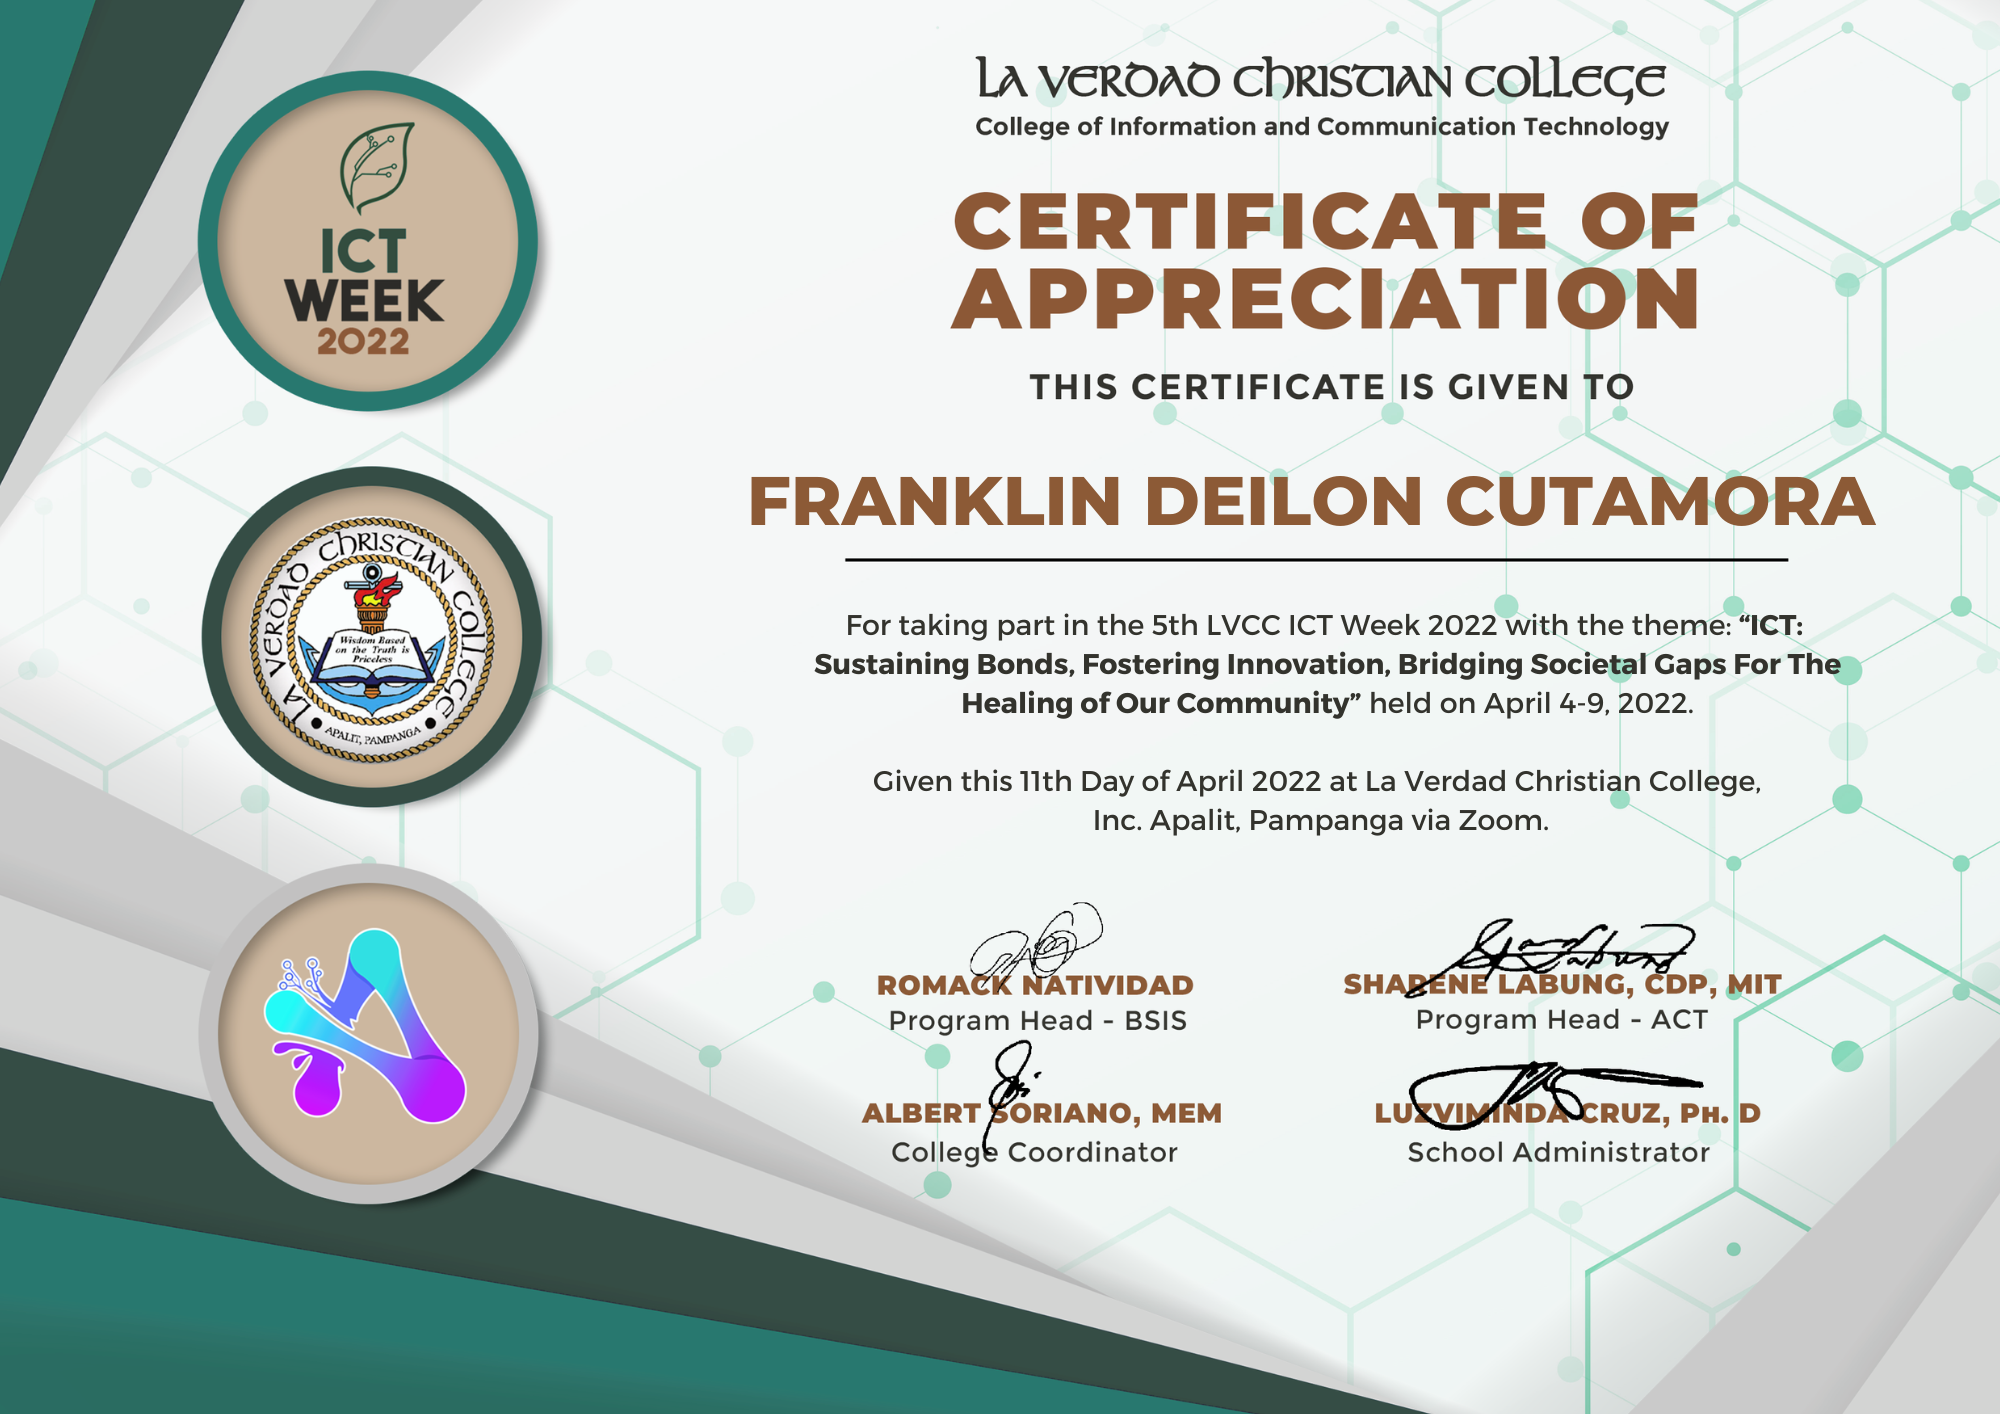 LA VERDAD CHRISTIAN COLLEGE
College of Information and Communication Technology
CERTIFICATE OF
APPRECIATION
THIS CERTIFICATE IS GIVEN TO
FRANKLIN DEILON CUTAMORA
For taking part in the 5th LVCC ICT Week 2022 with the theme: “ICT:
Sustaining Bonds, Fostering Innovation, Bridging Societal Gaps For The
Healing of Our Community” held on April 4-9, 2022.
Given this 11th Day of April 2022 at La Verdad Christian College,
Inc. Apalit, Pampanga via Zoom.
ROMACK NATIVIDAD
Program Head - BSIS
SHARENE LABUNG, CDP, MIT
Program Head - ACT
ALBERT SORIANO, MEM
College Coordinator
LUZVIMINDA CRUZ, PH. D
School Administrator
ICT
WEEK
2022
LA VERDAD CHRISTIAN COLLEGE
Wisdom Based
on the Truth is
Priceless
APALIT, PAMPANGA